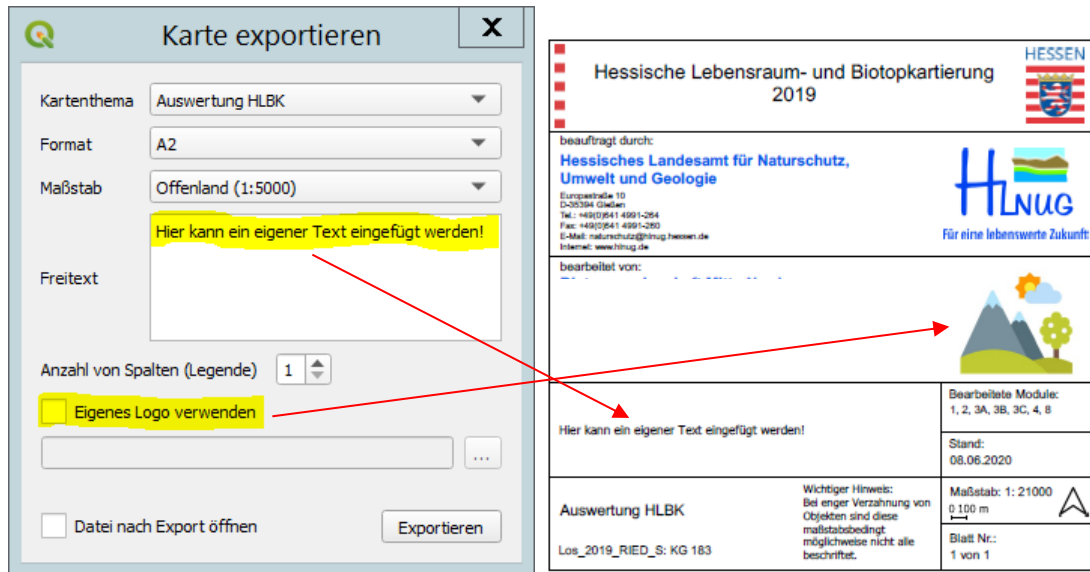 Karte exportieren
X
Kartenthema
Auswertung HLBK
Format
A2
Maßstab
Offenland (1:5000)
Freitext
Hier kann ein eigener Text eingefügt werden!
Anzahl von Spalten (Legende)
1
Eigenes Logo verwenden
...
Datei nach Export öffnen
Exportieren
Hessische Lebensraum- und Biotopkartierung
2019
HESSEN
beauftragt durch:
Hessisches Landesamt für Naturschutz,
Umwelt und Geologie
Europastraße 10
D-35394 Gießen
Tel.: +49(0)641 4991-264
Fax: +49(0)641 4991-260
E-Mail: naturschutz@hlnug.hessen.de
Internet: www.hlnug.de
HLNUG
Für eine lebenswerte Zukunft
bearbeitet von:
Hier kann ein eigener Text eingefügt werden!
Bearbeitete Module:
1, 2, 3A, 3B, 3C, 4, 8
Stand:
08.06.2020
Auswertung HLBK
Los_2019_RIED_S: KG 183
Wichtiger Hinweis:
Bei enger Verzahnung von
Objekten sind diese
maßstabsbedingt
möglichweise nicht alle
beschriftet.
Maßstab: 1: 21000
0 100 m
Blatt Nr.:
1 von 1